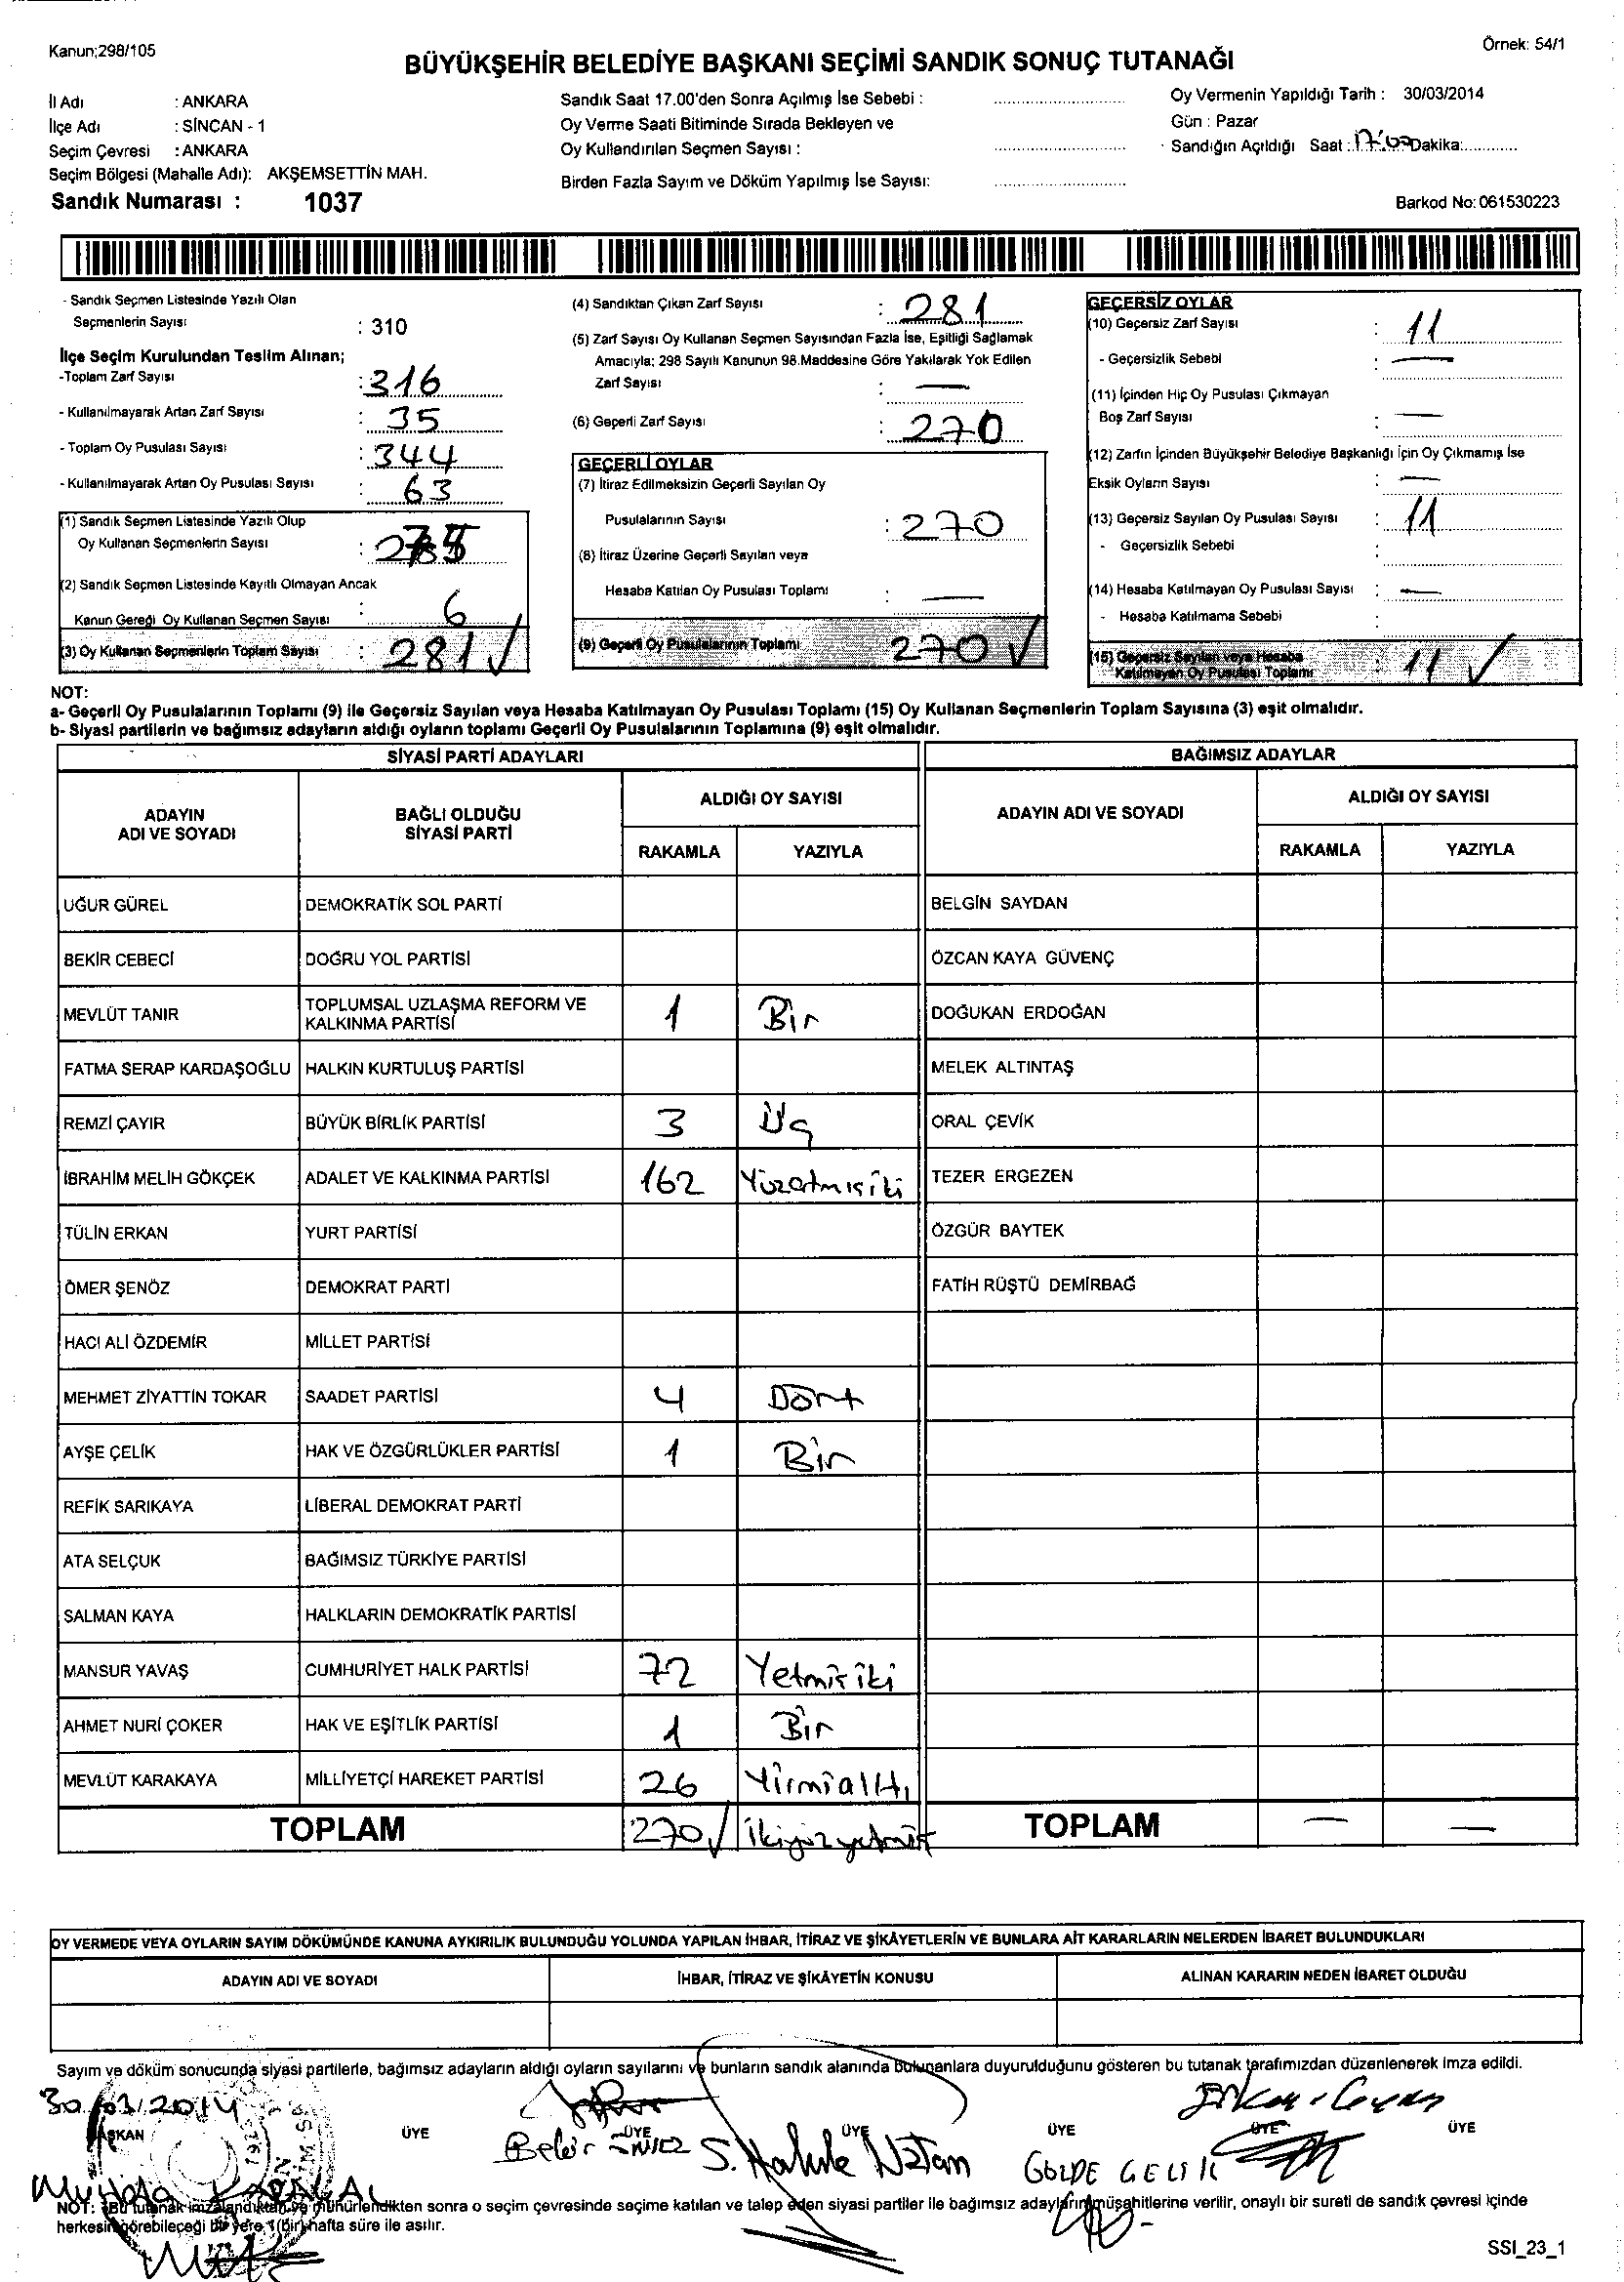 Kanun;298/105
Örnek: 54/1
BÜYÜKŞEHİR BELEDİYE BAŞKANI SEÇİMİ SANDIK SONUÇ TUTANAĞI
İl Adı : ANKARA
İlçe Adı : SİNCAN - 1
Seçim Çevresi : ANKARA
Seçim Bölgesi (Mahalle Adı): AKŞEMSETTİN MAH.
Sandık Numarası : 1037
Sandık Saat 17.00'den Sonra Açılmış İse Sebebi :
Oy Verme Saati Bitiminde Sırada Bekleyen ve
Oy Kullandırılan Seçmen Sayısı :
Birden Fazla Sayım ve Döküm Yapılmış İse Sayısı:
Oy Vermenin Yapıldığı Tarih : 30/03/2014
Gün : Pazar
Sandığın Açıldığı Saat : 17:00 Dakika:
Barkod No: 061530223
- Sandık Seçmen Listesinde Yazılı Olan
Seçmenlerin Sayısı : 310
İlçe Seçim Kurulundan Teslim Alınan;
-Toplam Zarf Sayısı : 316
- Kullanılmayarak Artan Zarf Sayısı : 35
- Toplam Oy Pusulası Sayısı : 344
- Kullanılmayarak Artan Oy Pusulası Sayısı : 63
(1) Sandık Seçmen Listesinde Yazılı Olup
Oy Kullanan Seçmenlerin Sayısı : 275
(2) Sandık Seçmen Listesinde Kayıtlı Olmayan Ancak
Kanun Gereği Oy Kullanan Seçmen Sayısı : 6
(3) Oy Kullanan Seçmenlerin Toplam Sayısı : 281 ✓
(4) Sandıktan Çıkan Zarf Sayısı : 281
(5) Zarf Sayısı Oy Kullanan Seçmen Sayısından Fazla İse, Eşitliği Sağlamak
Amacıyla; 298 Sayılı Kanunun 98.Maddesine Göre Yakılarak Yok Edilen
Zarf Sayısı : —
(6) Geçerli Zarf Sayısı : 270
GEÇERLİ OYLAR
(7) İtiraz Edilmeksizin Geçerli Sayılan Oy
Pusulalarının Sayısı : 270
(8) İtiraz Üzerine Geçerli Sayılan veya
Hesaba Katılan Oy Pusulası Toplamı : —
(9) Geçerli Oy Pusulalarının Toplamı 270 ✓
GEÇERSİZ OYLAR
(10) Geçersiz Zarf Sayısı : 11
- Geçersizlik Sebebi : —
(11) İçinden Hiç Oy Pusulası Çıkmayan
Boş Zarf Sayısı : —
(12) Zarfın İçinden Büyükşehir Belediye Başkanlığı İçin Oy Çıkmamış İse
Eksik Oyların Sayısı : —
(13) Geçersiz Sayılan Oy Pusulası Sayısı : 11
- Geçersizlik Sebebi :
(14) Hesaba Katılmayan Oy Pusulası Sayısı : —
- Hesaba Katılmama Sebebi :
(15) Geçersiz Sayılan veya Hesaba
Katılmayan Oy Pusulası Toplamı : 11 ✓
NOT:
a- Geçerli Oy Pusulalarının Toplamı (9) ile Geçersiz Sayılan veya Hesaba Katılmayan Oy Pusulası Toplamı (15) Oy Kullanan Seçmenlerin Toplam Sayısına (3) eşit olmalıdır.
b- Siyasi partilerin ve bağımsız adayların aldığı oyların toplamı Geçerli Oy Pusulalarının Toplamına (9) eşit olmalıdır.
SİYASİ PARTİ ADAYLARI BAĞIMSIZ ADAYLAR
ADAYIN ADI VE SOYADI BAĞLI OLDUĞU SİYASİ PARTİ ALDIĞI OY SAYISI ADAYIN ADI VE SOYADI ALDIĞI OY SAYISI
RAKAMLA YAZIYLA RAKAMLA YAZIYLA
UĞUR GÜREL DEMOKRATİK SOL PARTİ BELGİN SAYDAN
BEKİR CEBECİ DOĞRU YOL PARTİSİ ÖZCAN KAYA GÜVENÇ
MEVLÜT TANIR TOPLUMSAL UZLAŞMA REFORM VE KALKINMA PARTİSİ 1 Bir DOĞUKAN ERDOĞAN
FATMA SERAP KARDAŞOĞLU HALKIN KURTULUŞ PARTİSİ MELEK ALTINTAŞ
REMZİ ÇAYIR BÜYÜK BİRLİK PARTİSİ 3 Üç ORAL ÇEVİK
İBRAHİM MELİH GÖKÇEK ADALET VE KALKINMA PARTİSİ 162 Yüzatmışiki TEZER ERGEZEN
TÜLİN ERKAN YURT PARTİSİ ÖZGÜR BAYTEK
ÖMER ŞENÖZ DEMOKRAT PARTİ FATİH RÜŞTÜ DEMİRBAĞ
HACI ALİ ÖZDEMİR MİLLET PARTİSİ
MEHMET ZİYATTİN TOKAR SAADET PARTİSİ 4 Dört
AYŞE ÇELİK HAK VE ÖZGÜRLÜKLER PARTİSİ 1 Bir
REFİK SARIKAYA LİBERAL DEMOKRAT PARTİ
ATA SELÇUK BAĞIMSIZ TÜRKİYE PARTİSİ
SALMAN KAYA HALKLARIN DEMOKRATİK PARTİSİ
MANSUR YAVAŞ CUMHURİYET HALK PARTİSİ 72 Yetmiş iki
AHMET NURİ ÇOKER HAK VE EŞİTLİK PARTİSİ 1 Bir
MEVLÜT KARAKAYA MİLLİYETÇİ HAREKET PARTİSİ 26 Yirmialtı
TOPLAM 270 ✓ ikiyüzyetmiş TOPLAM — —
OY VERMEDE VEYA OYLARIN SAYIM DÖKÜMÜNDE KANUNA AYKIRILIK BULUNDUĞU YOLUNDA YAPILAN İHBAR, İTİRAZ VE ŞİKÂYETLERİN VE BUNLARA AİT KARARLARIN NELERDEN İBARET BULUNDUKLARI
ADAYIN ADI VE SOYADI İHBAR, İTİRAZ VE ŞİKÂYETİN KONUSU ALINAN KARARIN NEDEN İBARET OLDUĞU
Sayım ve döküm sonucunda siyasi partilerle, bağımsız adayların aldığı oyların sayılarını ve bunların sandık alanında bulunanlara duyurulduğunu gösteren bu tutanak tarafımızdan düzenlenerek imza edildi.
30/03/2014
BAŞKAN ÜYE ÜYE ÜYE ÜYE ÜYE ÜYE
Bekir S. Hakile GÖZDE
NOT: Bu tutanak imzalandıktan ve mühürlendikten sonra o seçim çevresinde seçime katılan ve talep eden siyasi partiler ile bağımsız adayların müşahitlerine verilir, onaylı bir sureti de sandık çevresi içinde
herkesin görebileceği bir yere 1(bir) hafta süre ile asılır.
SSI_23_1